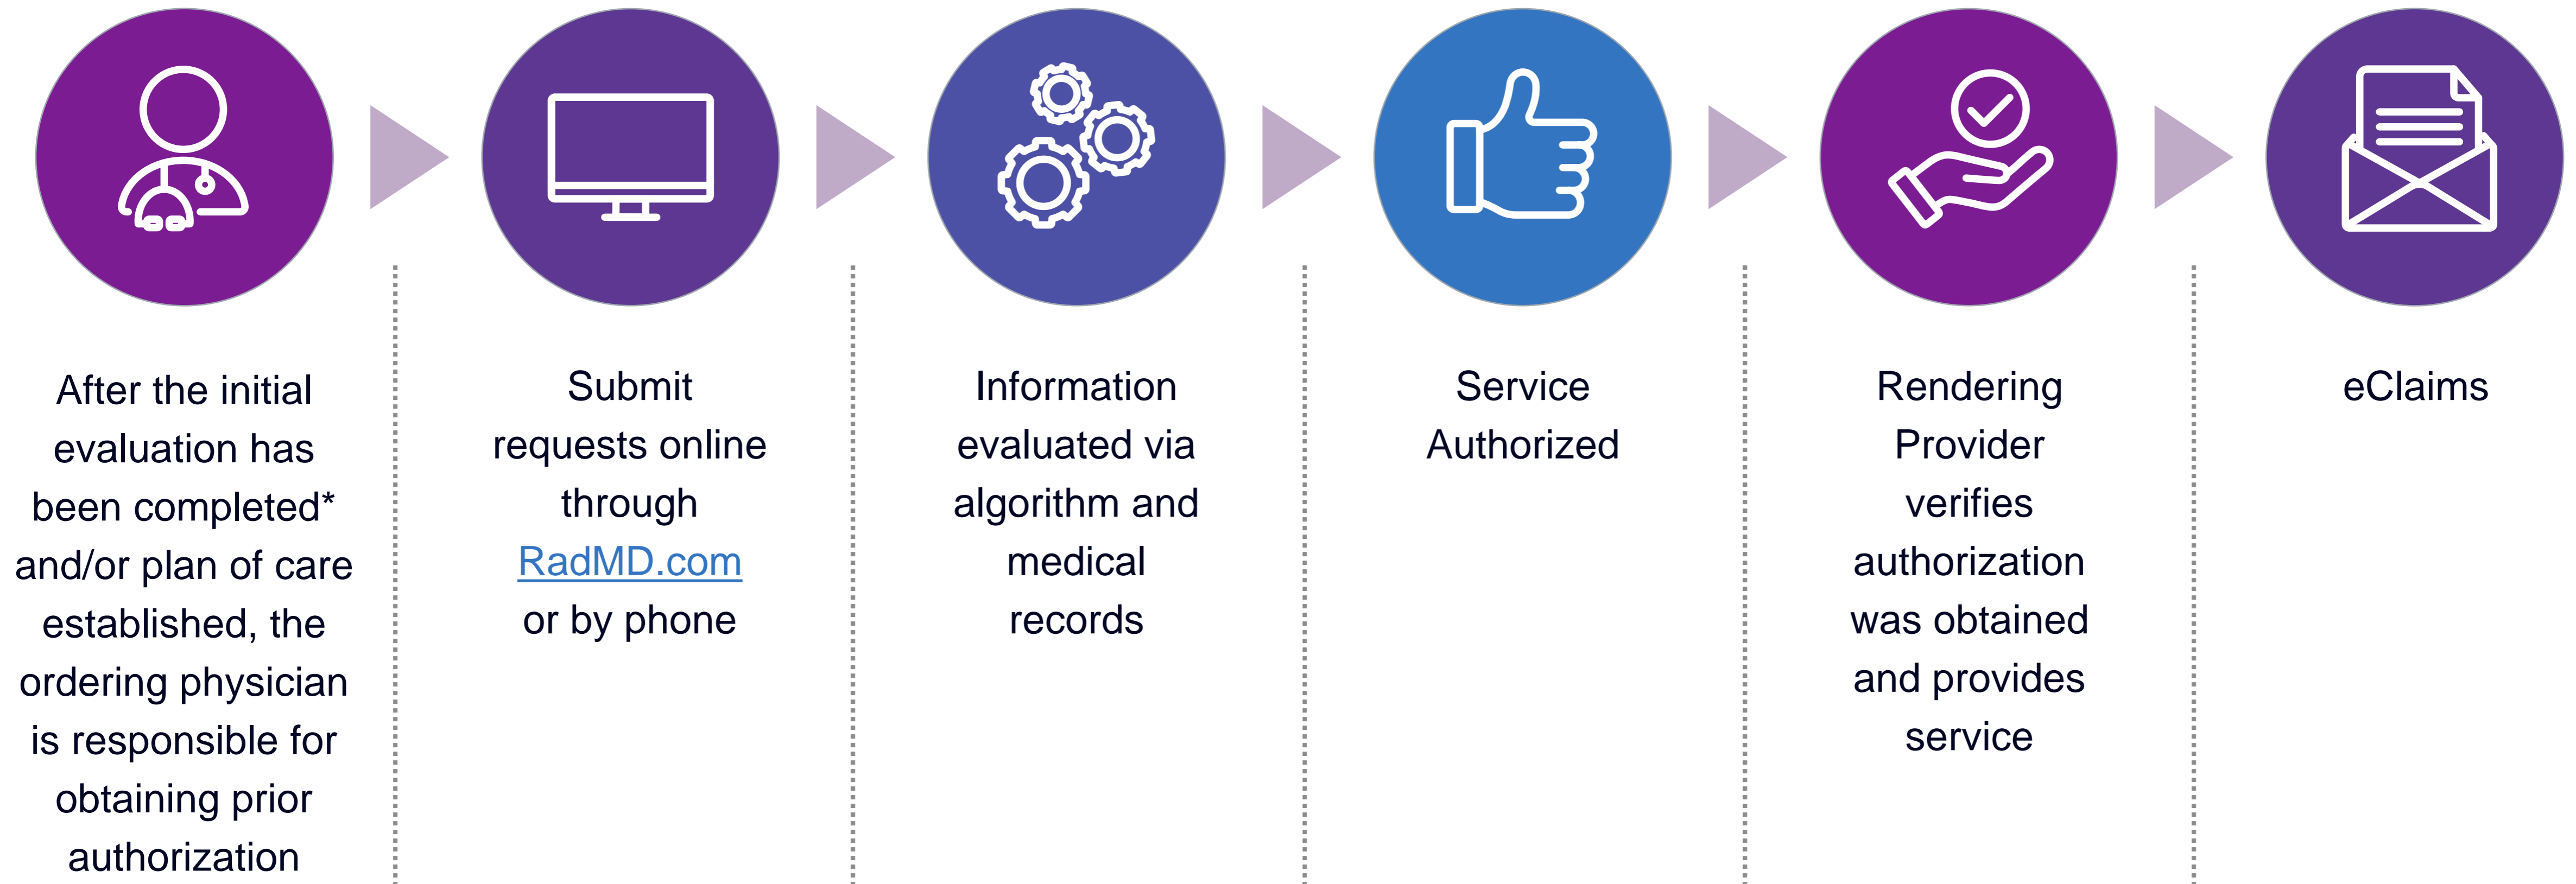 After the initial
evaluation has
been completed*
and/or plan of care
established, the
ordering physician
is responsible for
obtaining prior
authorization
Submit
requests online
through
RadMD.com
or by phone
Information
evaluated via
algorithm and
medical
records
Service
Authorized
Rendering
Provider
verifies
authorization
was obtained
and provides
service
eClaims